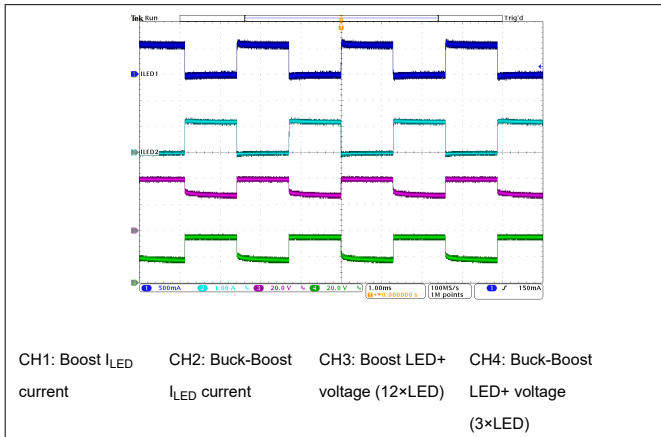 Tek Run
Trig'd
ILED1
ILED2
1 500mA 2 1.00 A 3 20.0 V 4 20.0 V 1.00ms 100MS/s 1 150mA
0.000000 s 1M points
CH1: Boost ILED current
CH2: Buck-Boost ILED current
CH3: Boost LED+ voltage (12×LED)
CH4: Buck-Boost LED+ voltage (3×LED)